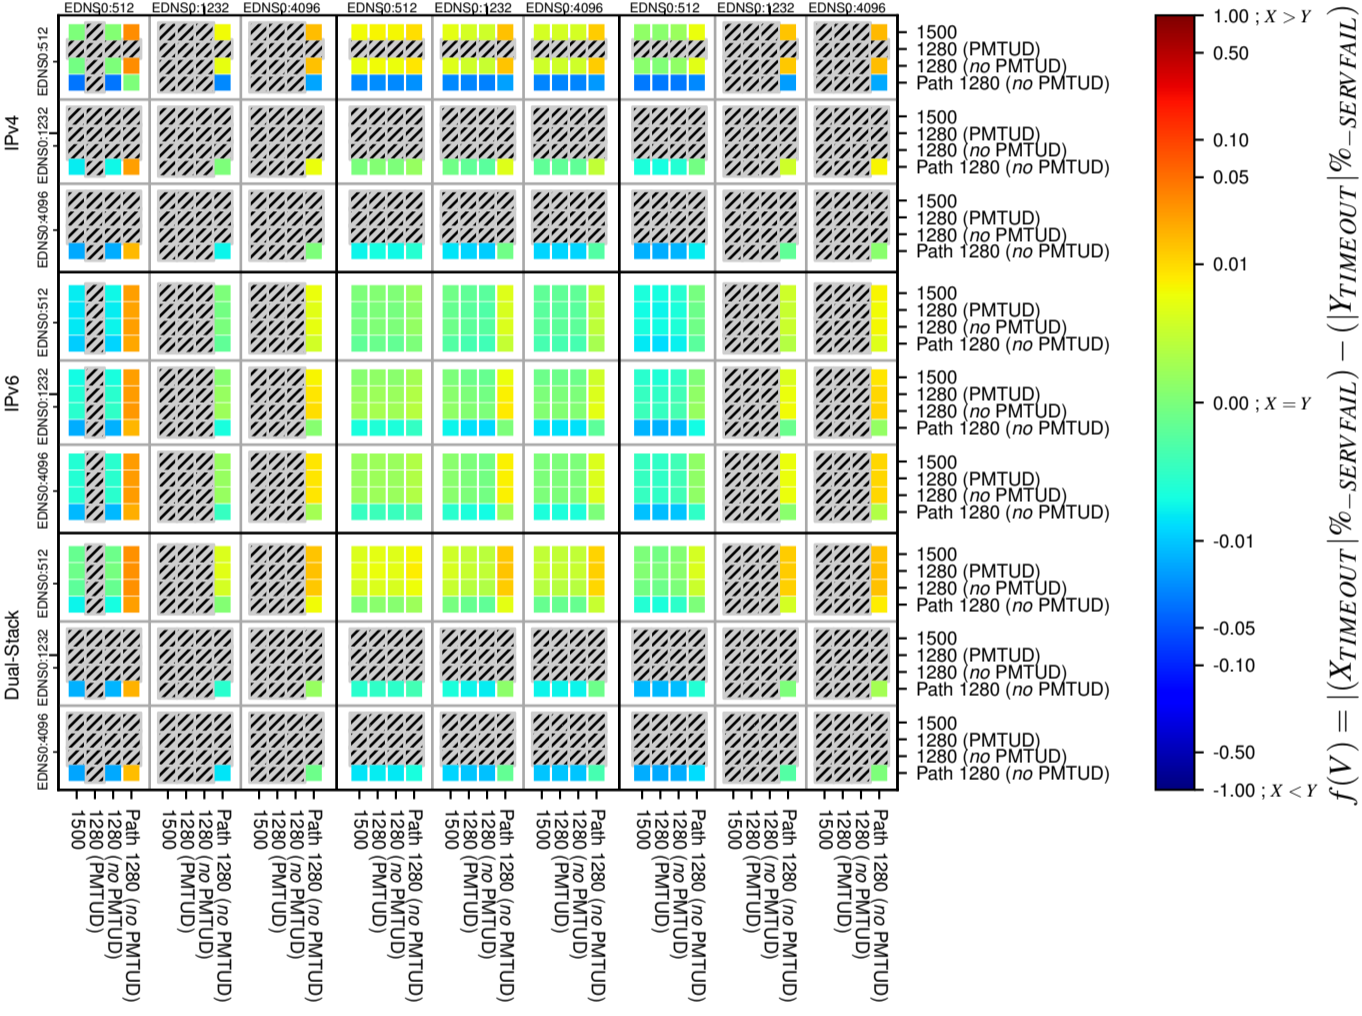 EDNS0:512 EDNS0:1232 EDNS0:4096 EDNS0:512 EDNS0:1232 EDNS0:4096 EDNS0:512 EDNS0:1232 EDNS0:4096
IPv4
EDNS0:512
1500
1280 (PMTUD)
1280 (no PMTUD)
Path 1280 (no PMTUD)
EDNS0:1232
1500
1280 (PMTUD)
1280 (no PMTUD)
Path 1280 (no PMTUD)
EDNS0:4096
1500
1280 (PMTUD)
1280 (no PMTUD)
Path 1280 (no PMTUD)
IPv6
EDNS0:512
1500
1280 (PMTUD)
1280 (no PMTUD)
Path 1280 (no PMTUD)
EDNS0:1232
1500
1280 (PMTUD)
1280 (no PMTUD)
Path 1280 (no PMTUD)
EDNS0:4096
1500
1280 (PMTUD)
1280 (no PMTUD)
Path 1280 (no PMTUD)
Dual-Stack
EDNS0:512
1500
1280 (PMTUD)
1280 (no PMTUD)
Path 1280 (no PMTUD)
EDNS0:1232
1500
1280 (PMTUD)
1280 (no PMTUD)
Path 1280 (no PMTUD)
EDNS0:4096
1500
1280 (PMTUD)
1280 (no PMTUD)
Path 1280 (no PMTUD)
1500
1280 (PMTUD)
1280 (no PMTUD)
Path 1280 (no PMTUD)
1500
1280 (PMTUD)
1280 (no PMTUD)
Path 1280 (no PMTUD)
1500
1280 (PMTUD)
1280 (no PMTUD)
Path 1280 (no PMTUD)
1500
1280 (PMTUD)
1280 (no PMTUD)
Path 1280 (no PMTUD)
1500
1280 (PMTUD)
1280 (no PMTUD)
Path 1280 (no PMTUD)
1500
1280 (PMTUD)
1280 (no PMTUD)
Path 1280 (no PMTUD)
1500
1280 (PMTUD)
1280 (no PMTUD)
Path 1280 (no PMTUD)
1500
1280 (PMTUD)
1280 (no PMTUD)
Path 1280 (no PMTUD)
1500
1280 (PMTUD)
1280 (no PMTUD)
Path 1280 (no PMTUD)
1.00 ; X > Y
0.50
0.10
0.05
0.01
0.00 ; X = Y
-0.01
-0.05
-0.10
-0.50
-1.00 ; X < Y
f(V) = |(X_TIMEOUT|%_SERVFAIL) − (|Y_TIMEOUT|%_SERVFAIL)